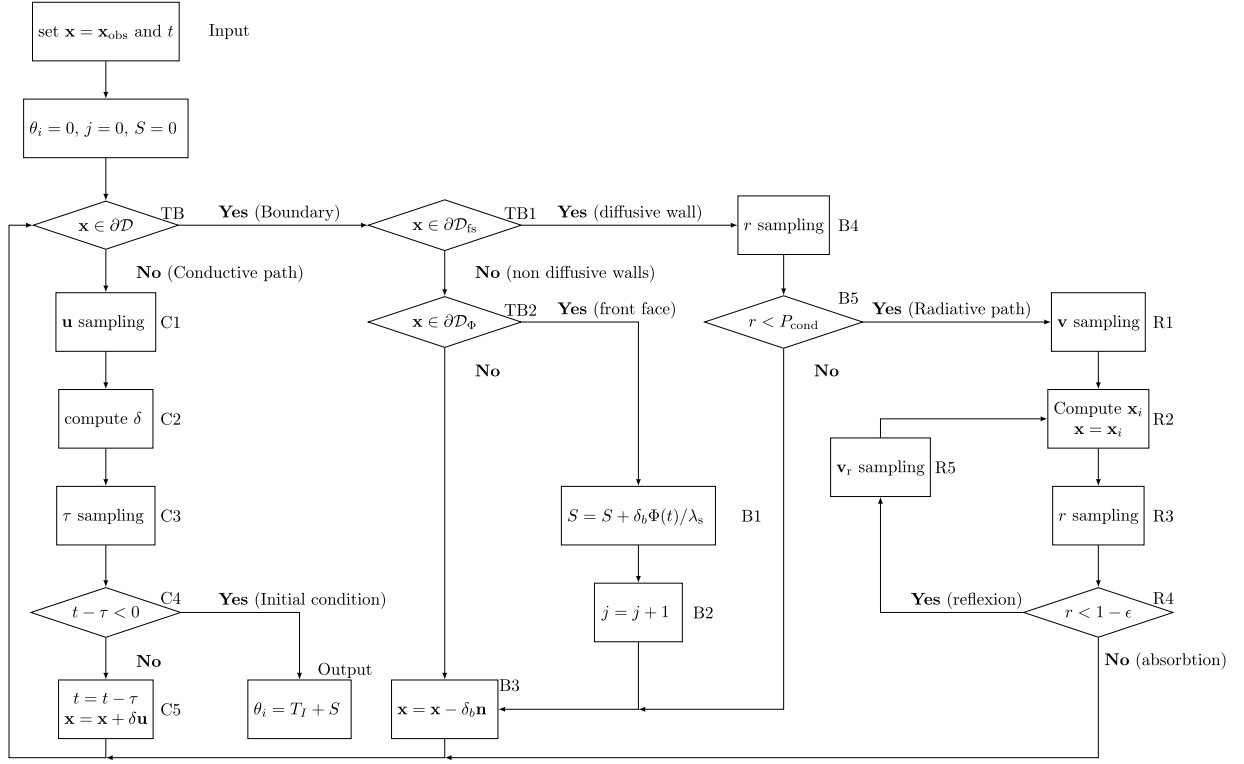 set x = x_obs and t
Input
θ_i = 0, j = 0, S = 0
x ∈ ∂𝒟
TB
Yes (Boundary)
x ∈ ∂𝒟_fs
TB1
Yes (diffusive wall)
r sampling
B4
No (Conductive path)
No (non diffusive walls)
u sampling
C1
x ∈ ∂𝒟_Φ
TB2
Yes (front face)
r < P_cond
B5
Yes (Radiative path)
v sampling
R1
No
No
compute δ
C2
Compute x_i
x = x_i
R2
v_r sampling
R5
τ sampling
C3
S = S + δ_bΦ(t)/λ_s
B1
r sampling
R3
t − τ < 0
C4
Yes (Initial condition)
j = j + 1
B2
Yes (reflexion)
r < 1 − ϵ
R4
No
No (absorbtion)
t = t − τ
x = x + δu
C5
Output
θ_i = T_I + S
x = x − δ_bn
B3